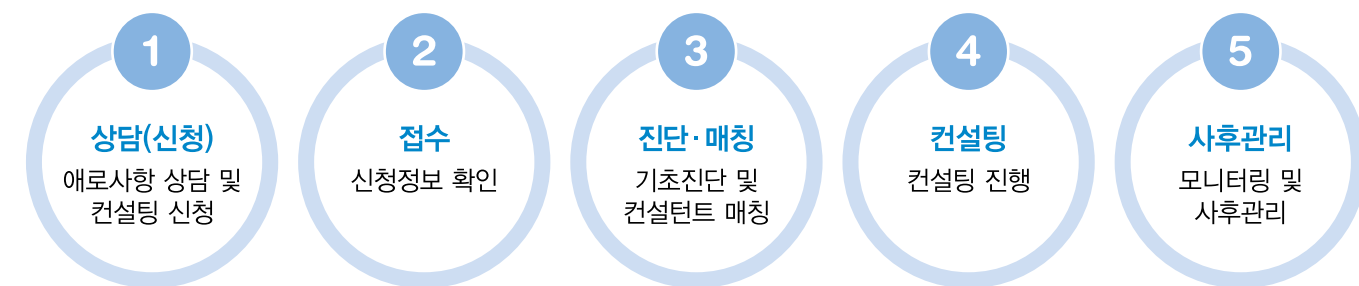 1
상담(신청)
애로사항 상담 및
컨설팅 신청
2
접수
신청정보 확인
3
진단·매칭
기초진단 및
컨설턴트 매칭
4
컨설팅
컨설팅 진행
5
사후관리
모니터링 및
사후관리